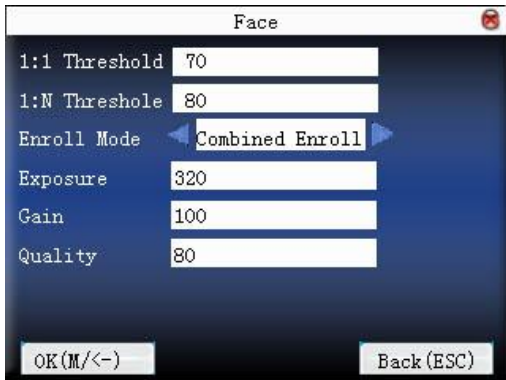 Face
1:1 Threshold 70
1:N Threshole 80
Enroll Mode Combined Enroll
Exposure 320
Gain 100
Quality 80
OK(M/<-) Back(ESC)